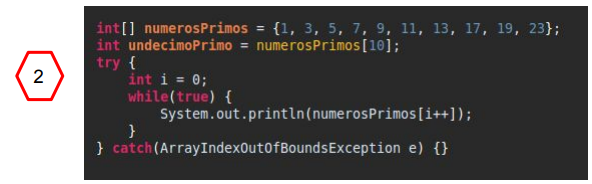 2
int[] numerosPrimos = {1, 3, 5, 7, 9, 11, 13, 17, 19, 23};
int undecimoPrimo = numerosPrimos[10];
try {
    int i = 0;
    while(true) {
        System.out.println(numerosPrimos[i++]);
    }
} catch(ArrayIndexOutOfBoundsException e) {}